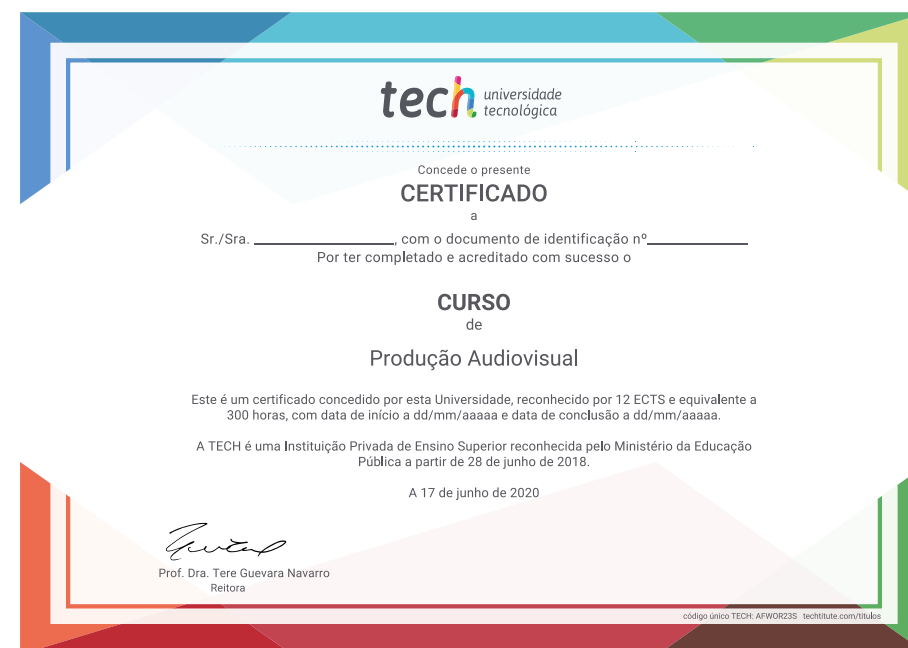 tech universidade
tecnológica
Concede o presente
CERTIFICADO
a
Sr./Sra. ____________________, com o documento de identificação nº______________
Por ter completado e acreditado com sucesso o
CURSO
de
Produção Audiovisual
Este é um certificado concedido por esta Universidade, reconhecido por 12 ECTS e equivalente a
300 horas, com data de início a dd/mm/aaaaa e data de conclusão a dd/mm/aaaaa.
A TECH é uma Instituição Privada de Ensino Superior reconhecida pelo Ministério da Educação
Pública a partir de 28 de junho de 2018.
A 17 de junho de 2020
Prof. Dra. Tere Guevara Navarro
Reitora
código único TECH: AFWOR23S techtitute.com/titulos